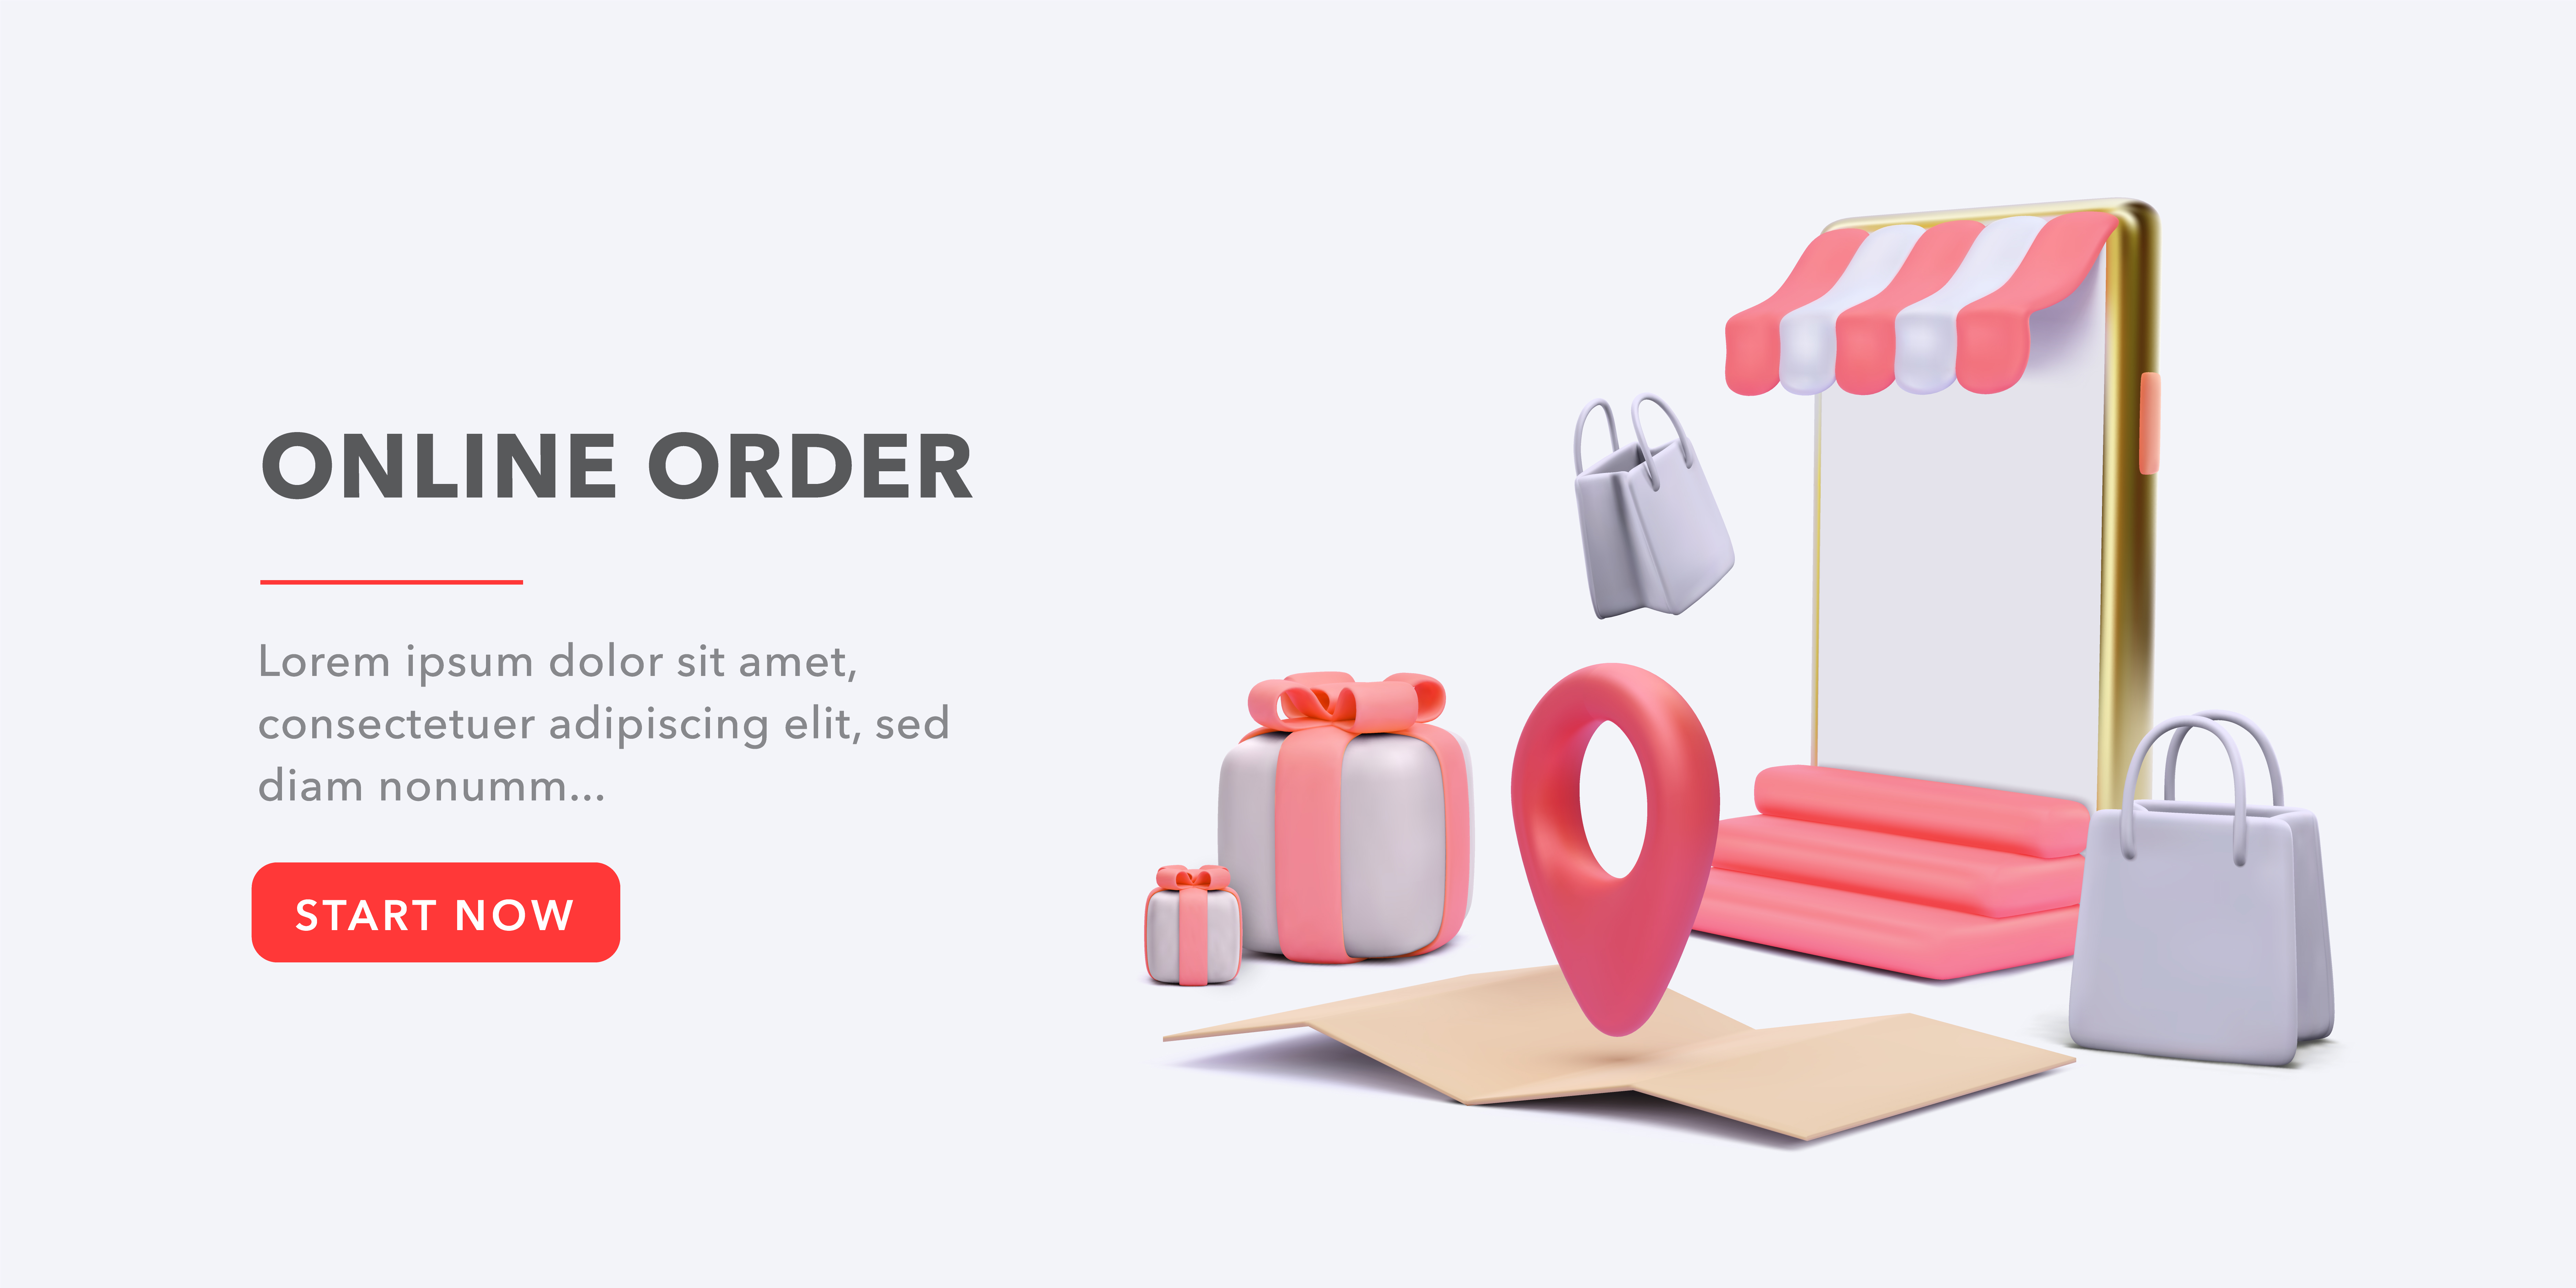 ONLINE ORDER
Lorem ipsum dolor sit amet,
consectetuer adipiscing elit, sed
diam nonumm...
START NOW